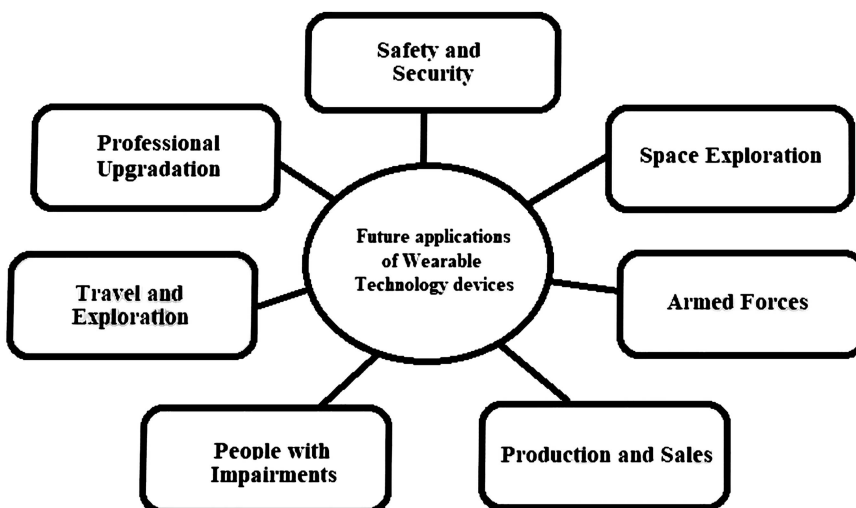 Safety and
Security
Professional
Upgradation
Space Exploration
Future applications
of Wearable
Technology devices
Travel and
Exploration
Armed Forces
People with
Impairments
Production and Sales